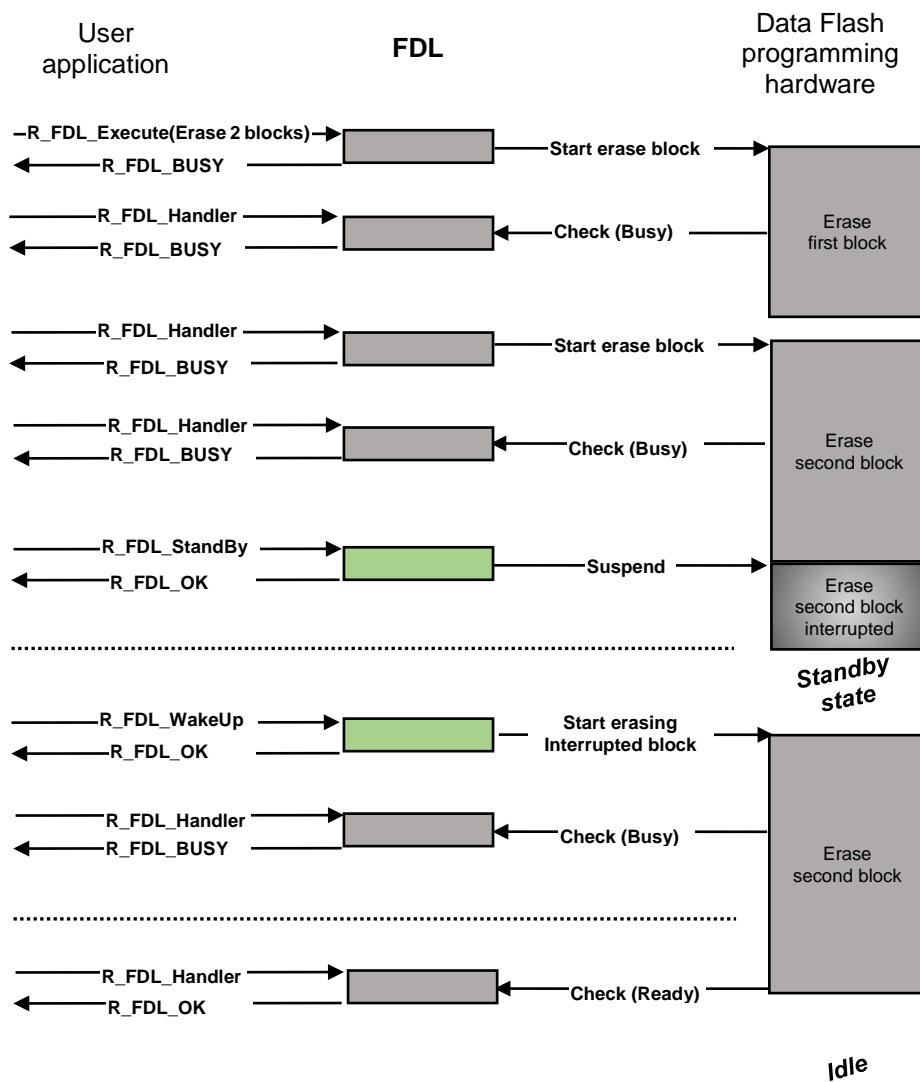 User
application
FDL
Data Flash
programming
hardware
R_FDL_Execute(Erase 2 blocks)
R_FDL_BUSY
Start erase block
R_FDL_Handler
R_FDL_BUSY
Check (Busy)
Erase
first block
R_FDL_Handler
R_FDL_BUSY
Start erase block
R_FDL_Handler
R_FDL_BUSY
Check (Busy)
Erase
second block
R_FDL_StandBy
R_FDL_OK
Suspend
Erase
second block
interrupted
Standby
state
R_FDL_WakeUp
R_FDL_OK
Start erasing
Interrupted block
R_FDL_Handler
R_FDL_BUSY
Check (Busy)
Erase
second block
R_FDL_Handler
R_FDL_OK
Check (Ready)
Idle